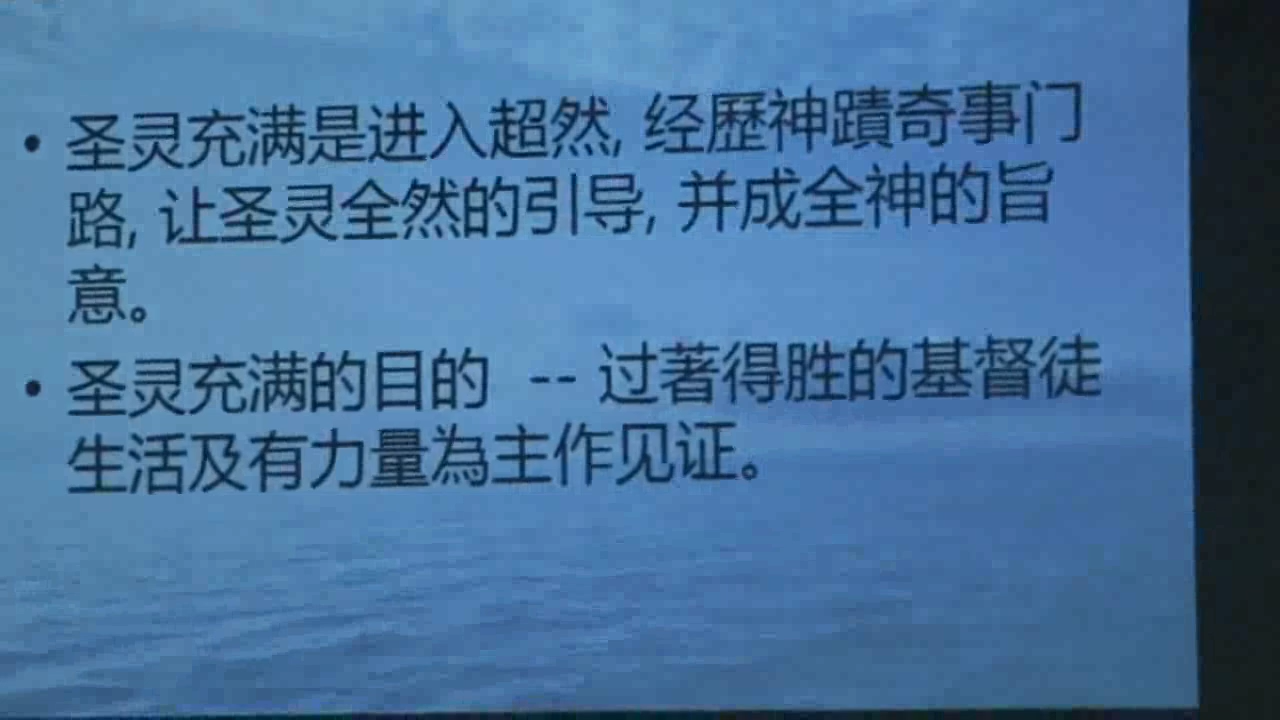 • 圣灵充满是进入超然, 经歷神蹟奇事门
路, 让圣灵全然的引导, 并成全神的旨
意。
• 圣灵充满的目的 -- 过著得胜的基督徒
生活及有力量為主作见证。